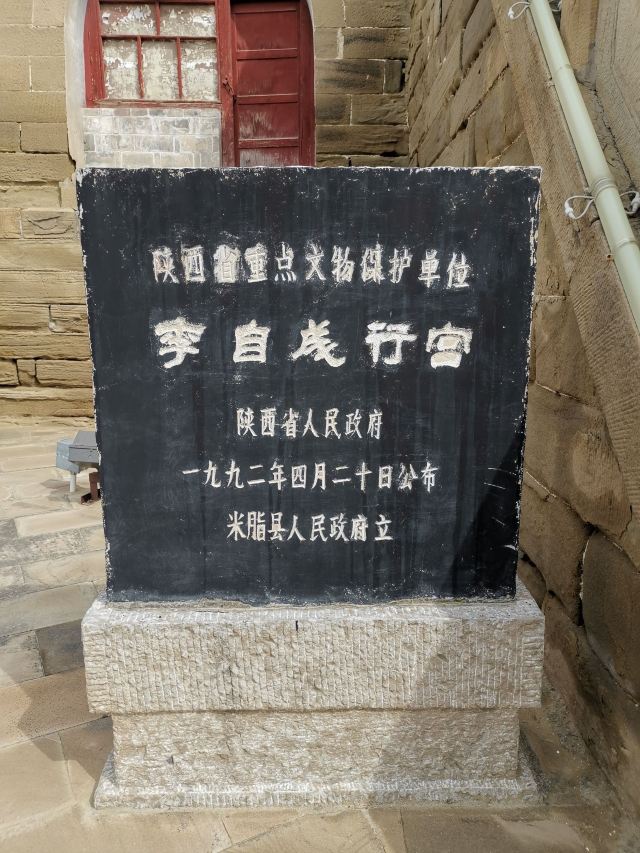 陕西省重点文物保护单位
李自成行宫
陕西省人民政府
一九九二年四月二十日公布
米脂县人民政府立